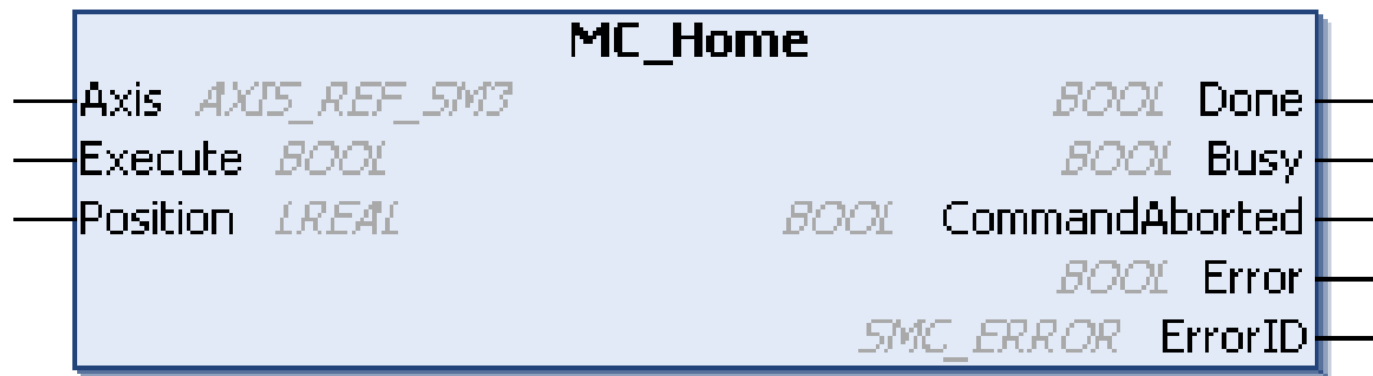 MC_Home
Axis AXIS_REF_SM3 BOOL Done
Execute BOOL BOOL Busy
Position LREAL BOOL CommandAborted
BOOL Error
SMC_ERROR ErrorID